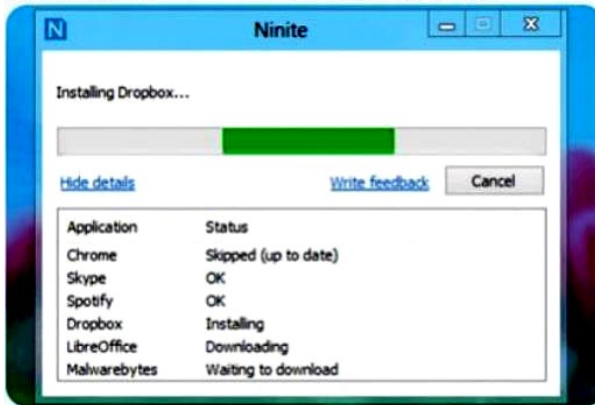 N Ninite
Installing Dropbox...
Hide details Write feedback Cancel
Application Status
Chrome Skipped (up to date)
Skype OK
Spotify OK
Dropbox Installing
LibreOffice Downloading
Malwarebytes Waiting to download